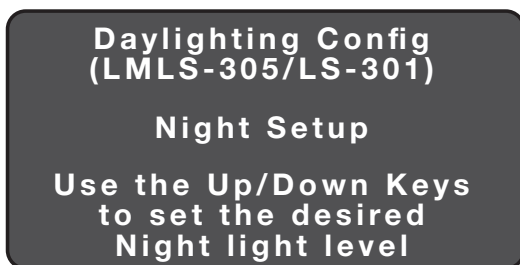 Daylighting Config
(LMLS-305/LS-301)
Night Setup
Use the Up/Down Keys
to set the desired
Night light level